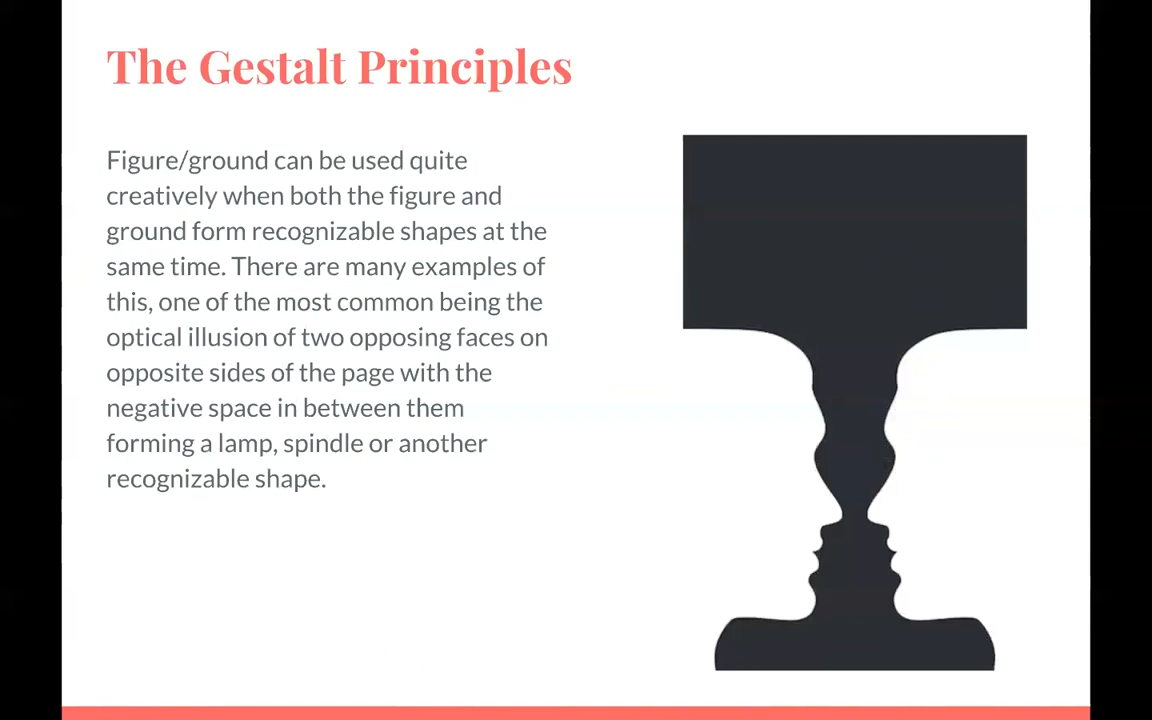 The Gestalt Principles
Figure/ground can be used quite
creatively when both the figure and
ground form recognizable shapes at the
same time. There are many examples of
this, one of the most common being the
optical illusion of two opposing faces on
opposite sides of the page with the
negative space in between them
forming a lamp, spindle or another
recognizable shape.